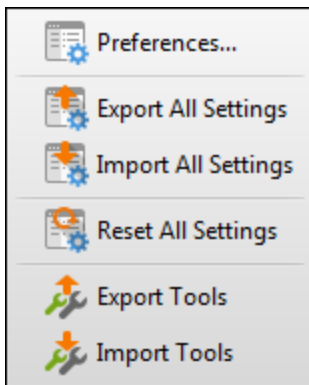 Preferences...
Export All Settings
Import All Settings
Reset All Settings
Export Tools
Import Tools